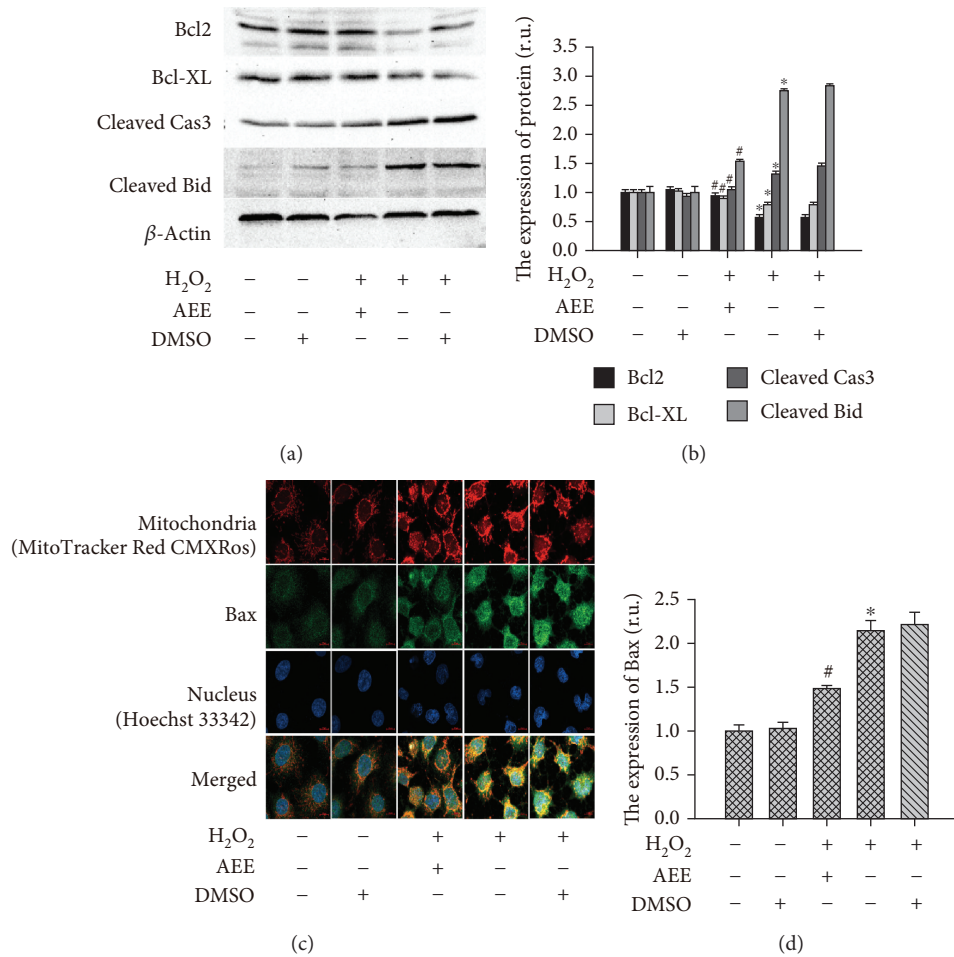 Bcl2
Bcl-XL
Cleaved Cas3
Cleaved Bid
β-Actin
H₂O₂ – – + + +
AEE – – + – –
DMSO – + – – +
(a)
The expression of protein (r.u.)
3.5
3.0
2.5
2.0
1.5
1.0
0.5
0.0
# # # #
* * * *
H₂O₂ – – + + +
AEE – – + – –
DMSO – + – – +
Bcl2 Cleaved Cas3
Bcl-XL Cleaved Bid
(b)
Mitochondria
(MitoTracker Red CMXRos)
Bax
Nucleus
(Hoechst 33342)
Merged
H₂O₂ – – + + +
AEE – – + – –
DMSO – + – – +
(c)
The expression of Bax (r.u.)
2.5
2.0
1.5
1.0
0.5
0.0
# *
H₂O₂ – – + + +
AEE – – + – –
DMSO – + – – +
(d)